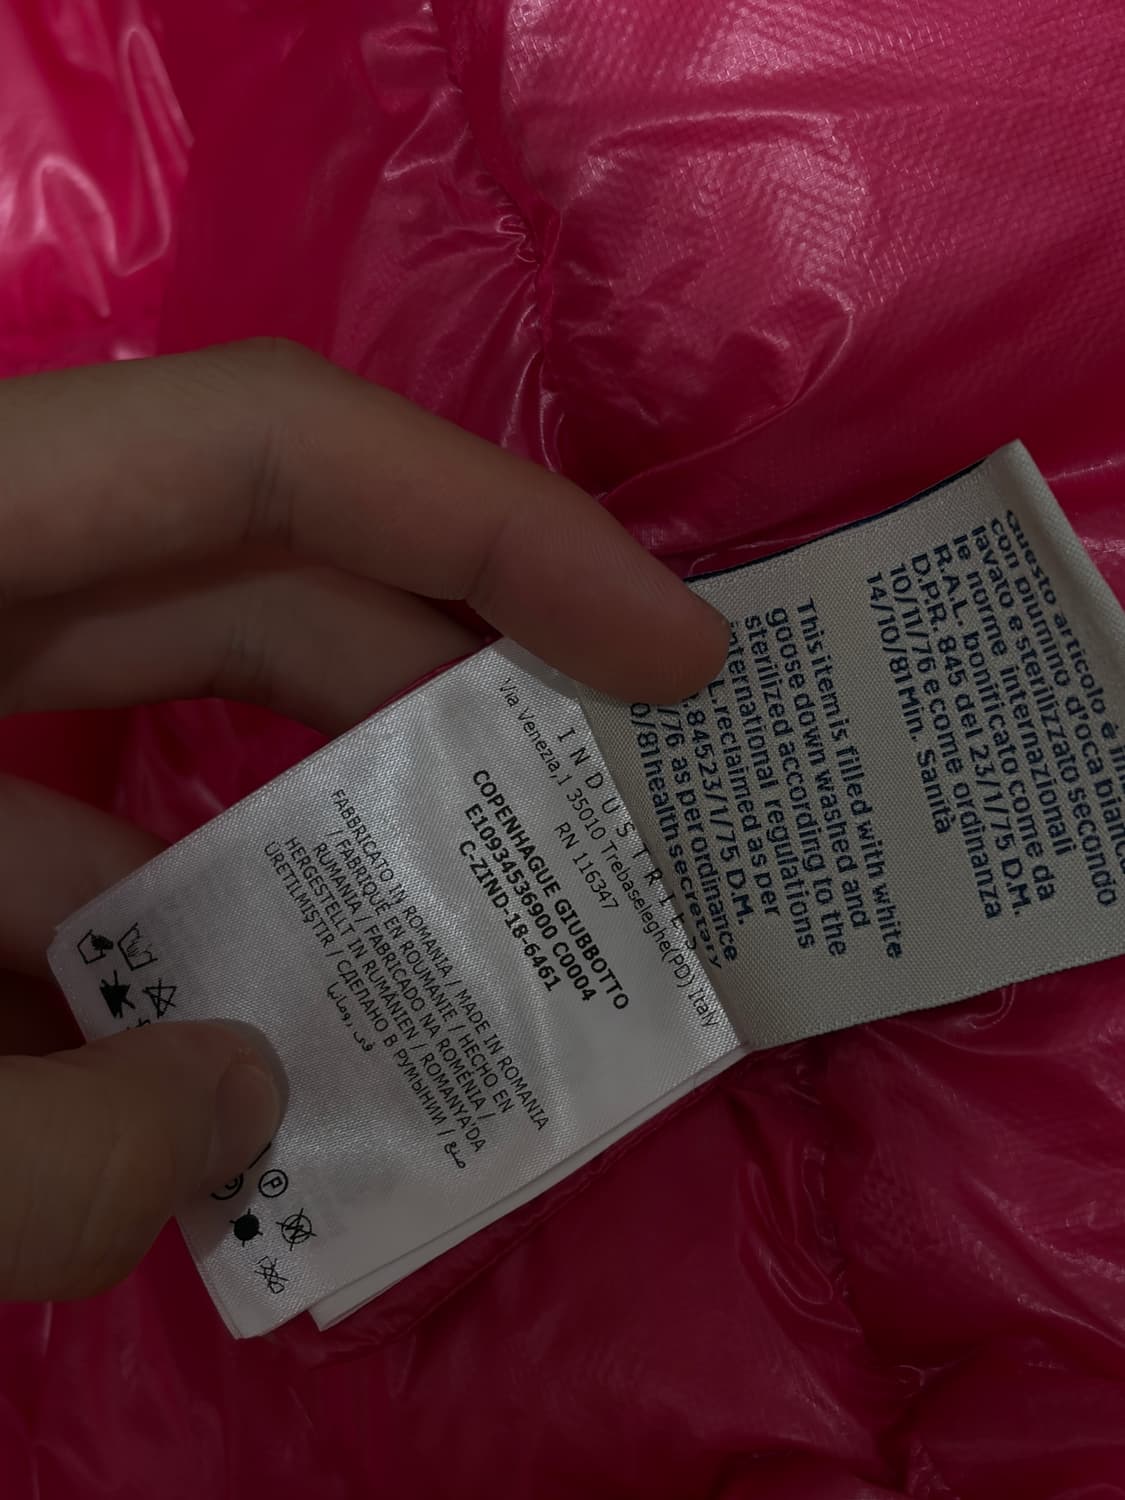 INDUSTRIES
Via Venezia,1 35010 Trebaseleghe(PD) Italy
RN 116347
COPENHAGUE GIUBBOTTO
E10934536900 C0004
C-ZIND-18-6461
FABBRICATO IN ROMANIA / MADE IN ROMANIA
/ FABRIQUÉ EN ROUMANIE / HECHO EN
RUMANIA / FABRICADO NA ROMÉNIA /
HERGESTELLT IN RUMÄNIEN / ROMANYA'DA
ÜRETILMIŞTIR / СДЕЛАНО В РУМЫНИИ / صنع
في رومانيا
P
W
questo articolo è
con piumino d'oca
lavato e sterilizzato secondo
le norme internazionali
R.A.L. bonificato come da
D.P.R. 845 del 23/1/75 D.M.
10/11/76 e come ordinanza
14/10/81 Min. Sanità
This item is filled with white
goose down washed and
sterilized according to the
international regulations
reclaimed as per
845 23/1/75 D.M.
/76 as per ordinance
0/81 health secretary